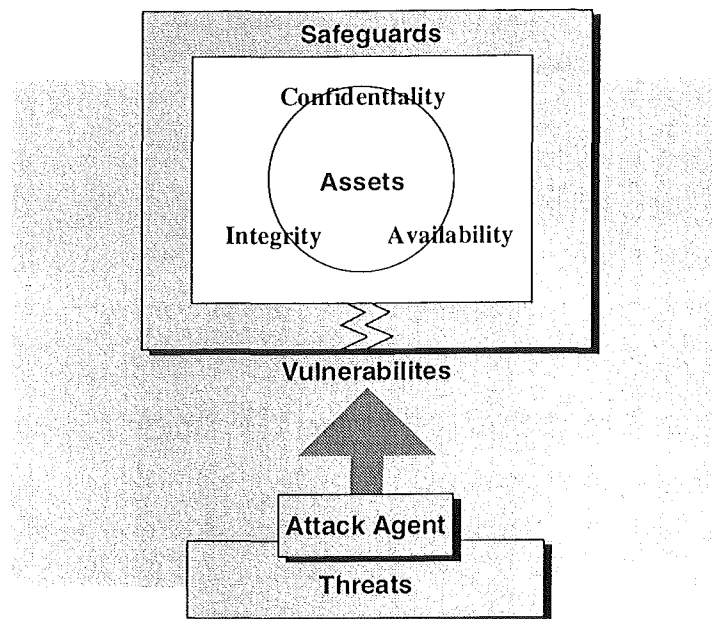 Safeguards
Confidentiality
Assets
Integrity Availability
Vulnerabilites
Attack Agent
Threats